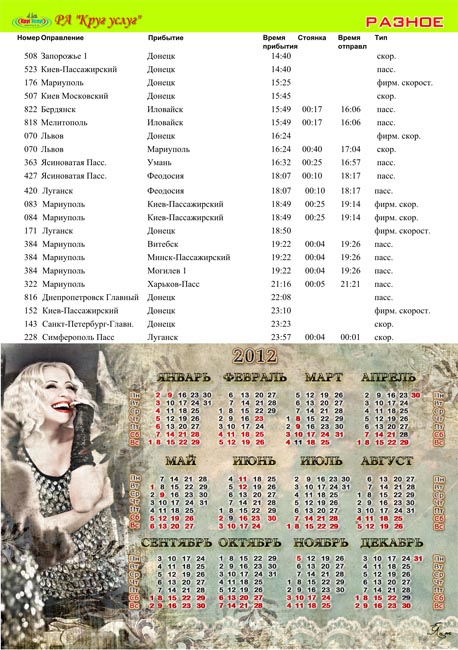 РА "Круг услуг"
РАЗНОЕ
Номер Оправление Прибытие Время прибытия Стоянка Время отправл Тип
508 Запорожье 1 Донецк 14:40 скор.
523 Киев-Пассажирский Донецк 14:40 пасс.
176 Мариуполь Донецк 15:25 фирм. скорост.
507 Киев Московский Донецк 15:45 скор.
822 Бердянск Иловайск 15:49 00:17 16:06 пасс.
818 Мелитополь Иловайск 15:49 00:17 16:06 пасс.
070 Львов Донецк 16:24 фирм. скор.
070 Львов Мариуполь 16:24 00:40 17:04 скор.
363 Ясиноватая Пасс. Умань 16:32 00:25 16:57 пасс.
427 Ясиноватая Пасс. Феодосия 18:07 00:10 18:17 пасс.
420 Луганск Феодосия 18:07 00:10 18:17 пасс.
083 Мариуполь Киев-Пассажирский 18:49 00:25 19:14 фирм. скор.
084 Мариуполь Киев-Пассажирский 18:49 00:25 19:14 фирм. скор.
171 Луганск Донецк 18:50 фирм. скорост.
384 Мариуполь Витебск 19:22 00:04 19:26 пасс.
384 Мариуполь Минск-Пассажирский 19:22 00:04 19:26 пасс.
384 Мариуполь Могилев 1 19:22 00:04 19:26 пасс.
322 Мариуполь Харьков-Пасс 21:16 00:05 21:21 пасс.
816 Днепропетровск Главный Донецк 22:08 пасс.
152 Киев-Пассажирский Донецк 23:10 фирм. скорост.
143 Санкт-Петербург-Главн. Донецк 23:23 скор.
228 Симферополь Пасс Луганск 23:57 00:04 00:01 скор.
2012
ЯНВАРЬ ФЕВРАЛЬ МАРТ АПРЕЛЬ
Пн 2 9 16 23 30 6 13 20 27 5 12 19 26 2 9 16 23 30 Пн
Вт 3 10 17 24 31 7 14 21 28 6 13 20 27 3 10 17 24 Вт
Ср 4 11 18 25 1 8 15 22 29 7 14 21 28 4 11 18 25 Ср
Чт 5 12 19 26 2 9 16 23 1 8 15 22 29 5 12 19 26 Чт
Пт 6 13 20 27 3 10 17 24 2 9 16 23 30 6 13 20 27 Пт
Сб 7 14 21 28 4 11 18 25 3 10 17 24 31 7 14 21 28 Сб
Вс 1 8 15 22 29 5 12 19 26 4 11 18 25 1 8 15 22 29 Вс
МАЙ ИЮНЬ ИЮЛЬ АВГУСТ
Пн 7 14 21 28 4 11 18 25 2 9 16 23 30 6 13 20 27 Пн
Вт 1 8 15 22 29 5 12 19 26 3 10 17 24 31 7 14 21 28 Вт
Ср 2 9 16 23 30 6 13 20 27 4 11 18 25 1 8 15 22 29 Ср
Чт 3 10 17 24 31 7 14 21 28 5 12 19 26 2 9 16 23 30 Чт
Пт 4 11 18 25 1 8 15 22 29 6 13 20 27 3 10 17 24 31 Пт
Сб 5 12 19 26 2 9 16 23 30 7 14 21 28 4 11 18 25 Сб
Вс 6 13 20 27 3 10 17 24 1 8 15 22 29 5 12 19 26 Вс
СЕНТЯБРЬ ОКТЯБРЬ НОЯБРЬ ДЕКАБРЬ
Пн 3 10 17 24 1 8 15 22 29 5 12 19 26 3 10 17 24 31 Пн
Вт 4 11 18 25 2 9 16 23 30 6 13 20 27 4 11 18 25 Вт
Ср 5 12 19 26 3 10 17 24 31 7 14 21 28 5 12 19 26 Ср
Чт 6 13 20 27 4 11 18 25 1 8 15 22 29 6 13 20 27 Чт
Пт 7 14 21 28 5 12 19 26 2 9 16 23 30 7 14 21 28 Пт
Сб 1 8 15 22 29 6 13 20 27 3 10 17 24 1 8 15 22 29 Сб
Вс 2 9 16 23 30 7 14 21 28 4 11 18 25 2 9 16 23 30 Вс